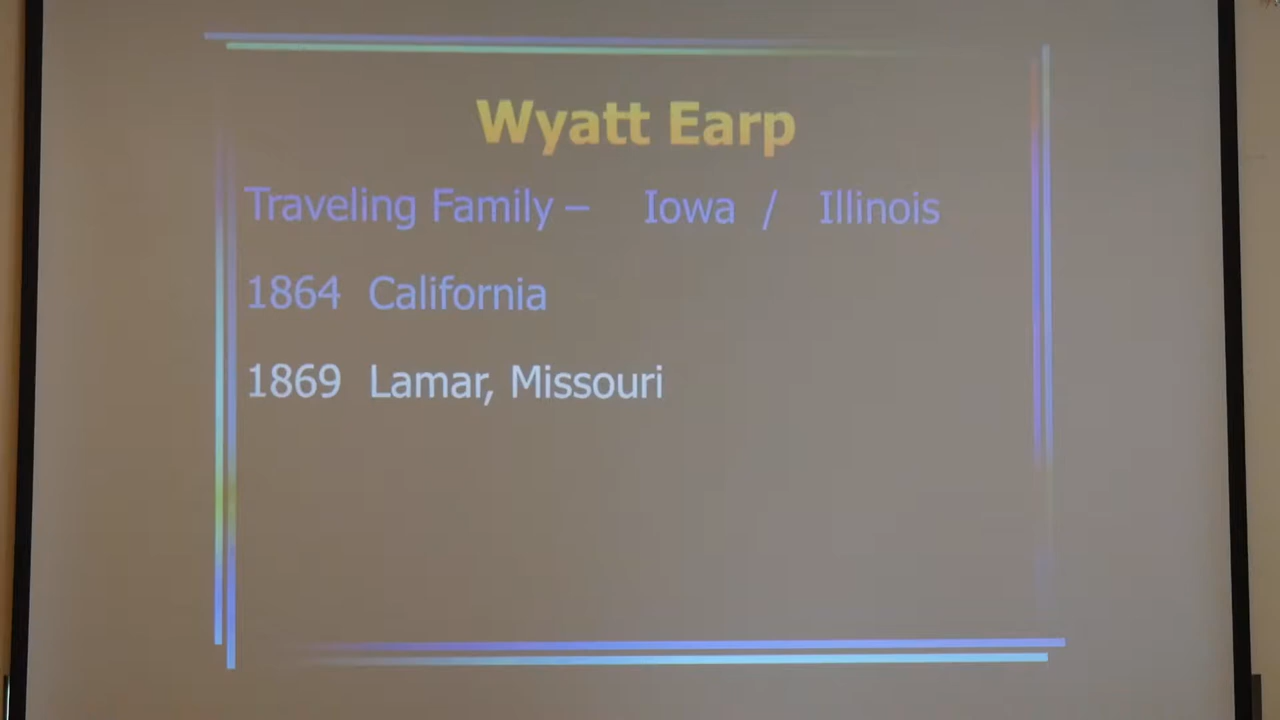 Wyatt Earp
Traveling Family – Iowa / Illinois
1864 California
1869 Lamar, Missouri